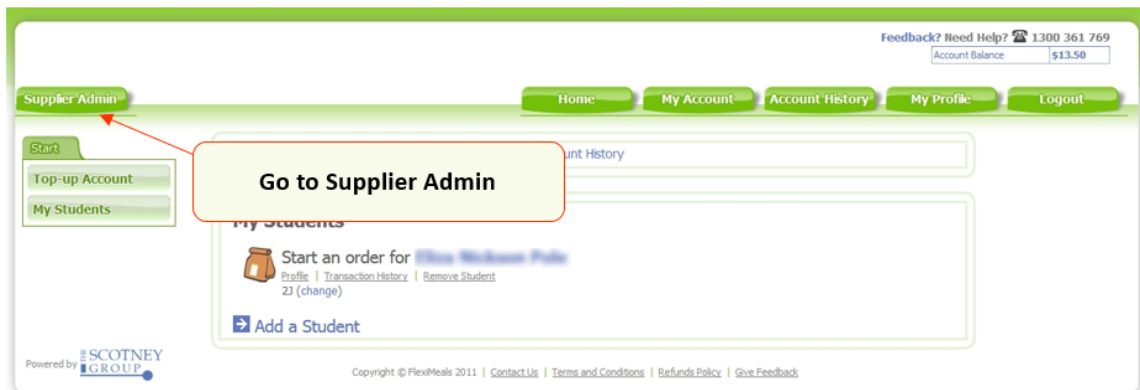 Feedback? Need Help? ☎ 1300 361 769
Account Balance $13.50
Supplier Admin Home My Account Account History My Profile Logout
Start
Top-up Account
My Students
unt History
Go to Supplier Admin
My Students
Start an order for
Profile | Transaction History | Remove Student
2J (change)
Add a Student
Powered by THE SCOTNEY GROUP
Copyright © FlexiMeals 2011 | Contact Us | Terms and Conditions | Refunds Policy | Give Feedback